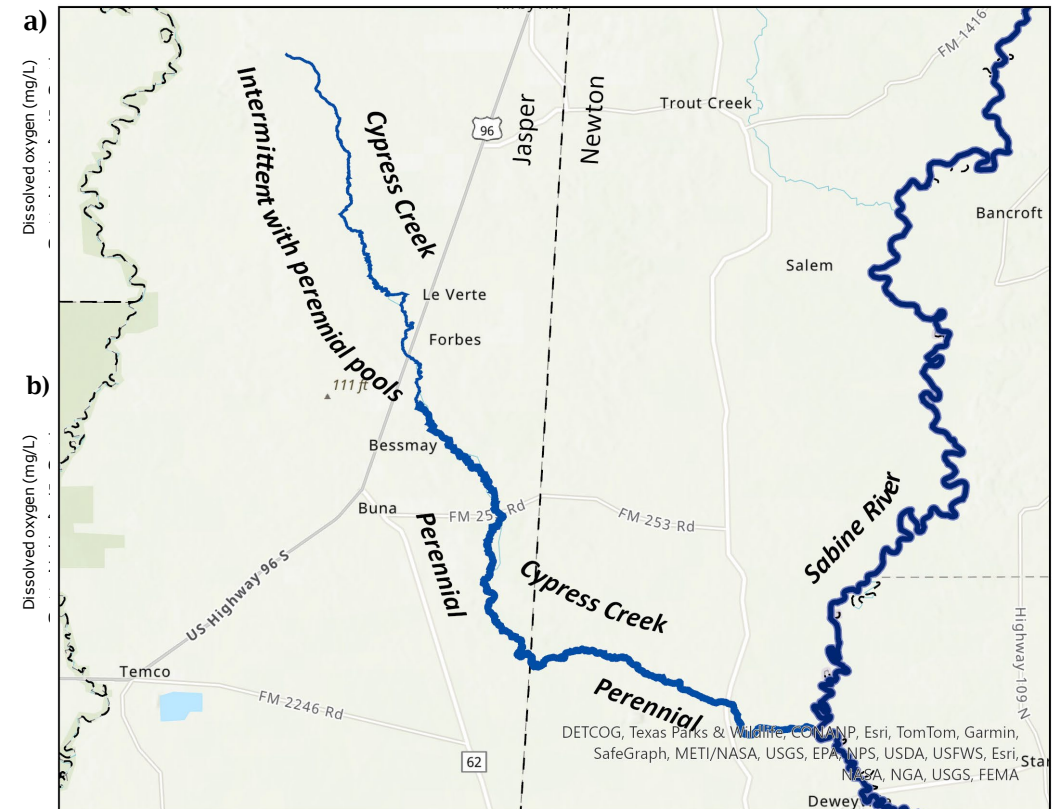 a)
Dissolved oxygen (mg/L)
b)
Dissolved oxygen (mg/L)
FM 1416
Trout Creek
96
Jasper
Newton
Cypress Creek
Intermittent with perennial pools
Bancroft
Salem
Le Verte
Forbes
111 ft
Bessmay
Buna
FM 253 Rd
FM 253 Rd
Perennial
Sabine River
Cypress Creek
US Highway 96 S
Highway 109 N
Temco
FM 2246 Rd
Perennial
62
DETCOG, Texas Parks & Wildlife, CONANP, Esri, TomTom, Garmin,
SafeGraph, METI/NASA, USGS, EPA, NPS, USDA, USFWS, Esri,
NASA, NGA, USGS, FEMA
Dewey